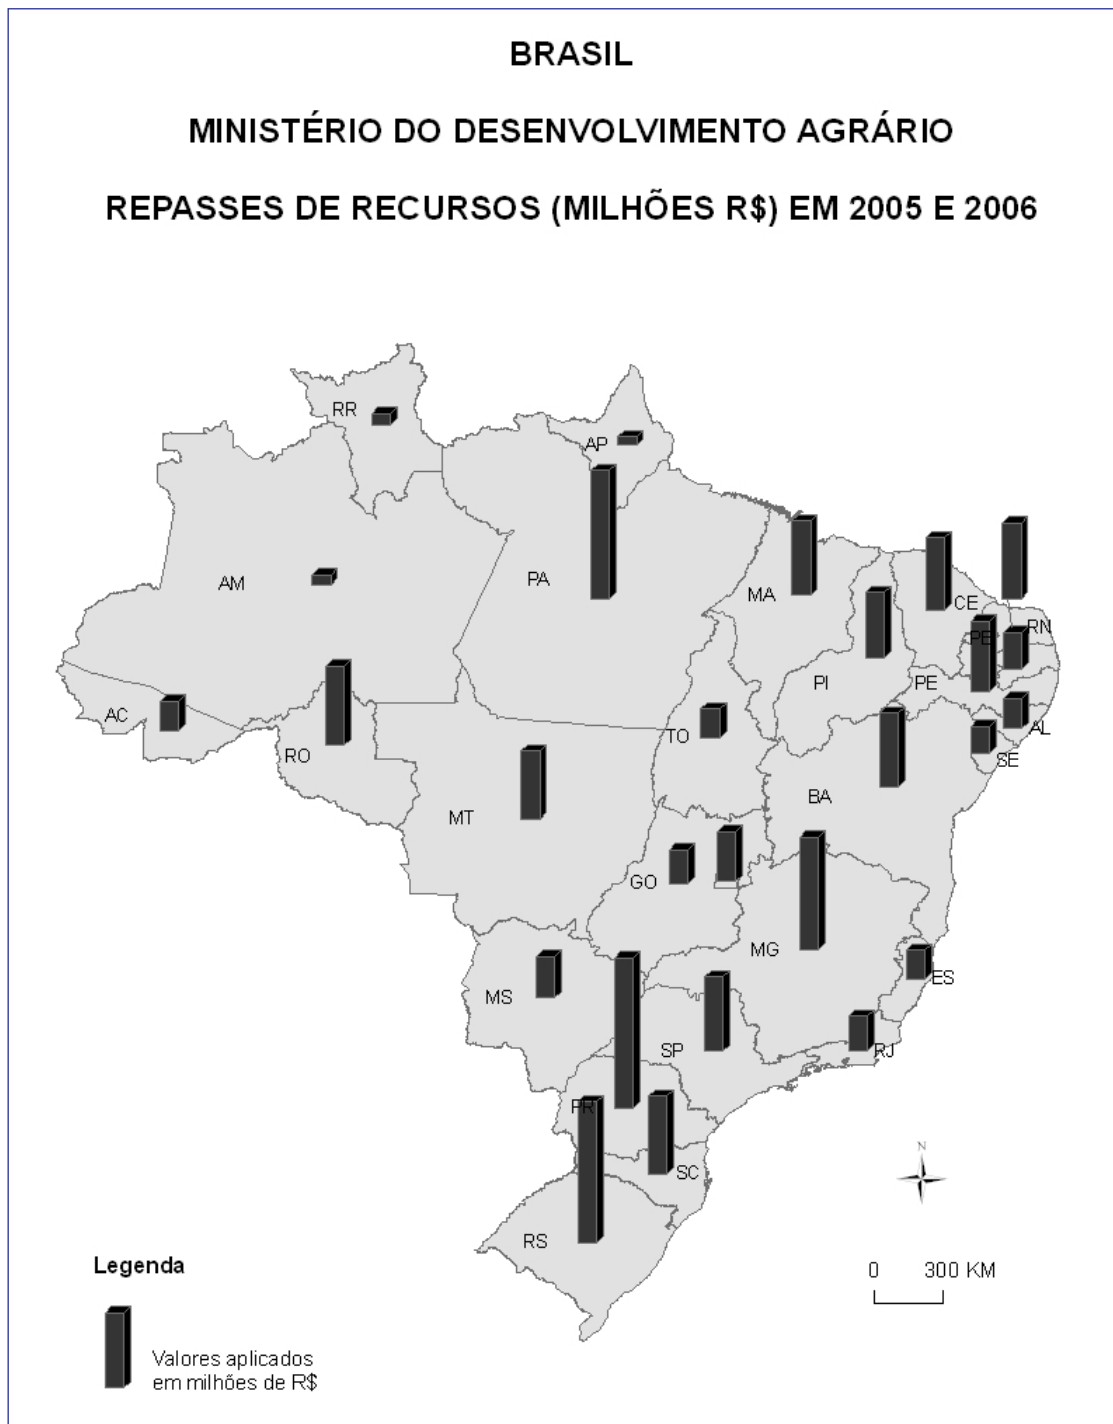 BRASIL
MINISTÉRIO DO DESENVOLVIMENTO AGRÁRIO
REPASSES DE RECURSOS (MILHÕES R$) EM 2005 E 2006
RR
AP
AM
PA
MA
CE
RN
PE
PI
PE
AC
RO
TO
AL
SE
BA
MT
GO
MG
ES
MS
SP
RJ
PR
SC
RS
N
0 300 KM
Legenda
Valores aplicados
em milhões de R$